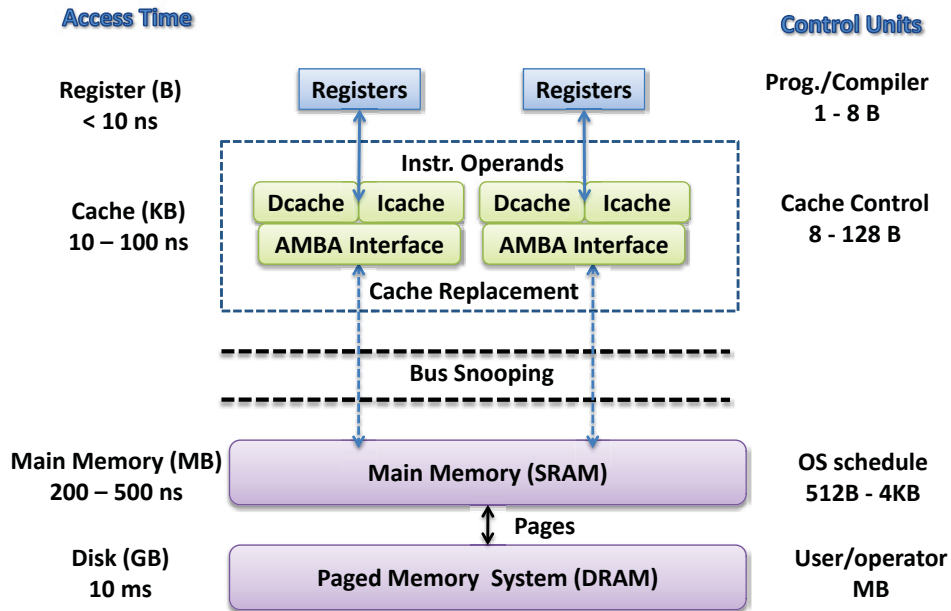 Access Time
Control Units
Register (B)
< 10 ns
Registers
Registers
Prog./Compiler
1 - 8 B
Instr. Operands
Cache (KB)
10 – 100 ns
Dcache
Icache
AMBA Interface
Dcache
Icache
AMBA Interface
Cache Control
8 - 128 B
Cache Replacement
Bus Snooping
Main Memory (MB)
200 – 500 ns
Main Memory (SRAM)
OS schedule
512B - 4KB
Pages
Disk (GB)
10 ms
Paged Memory System (DRAM)
User/operator
MB